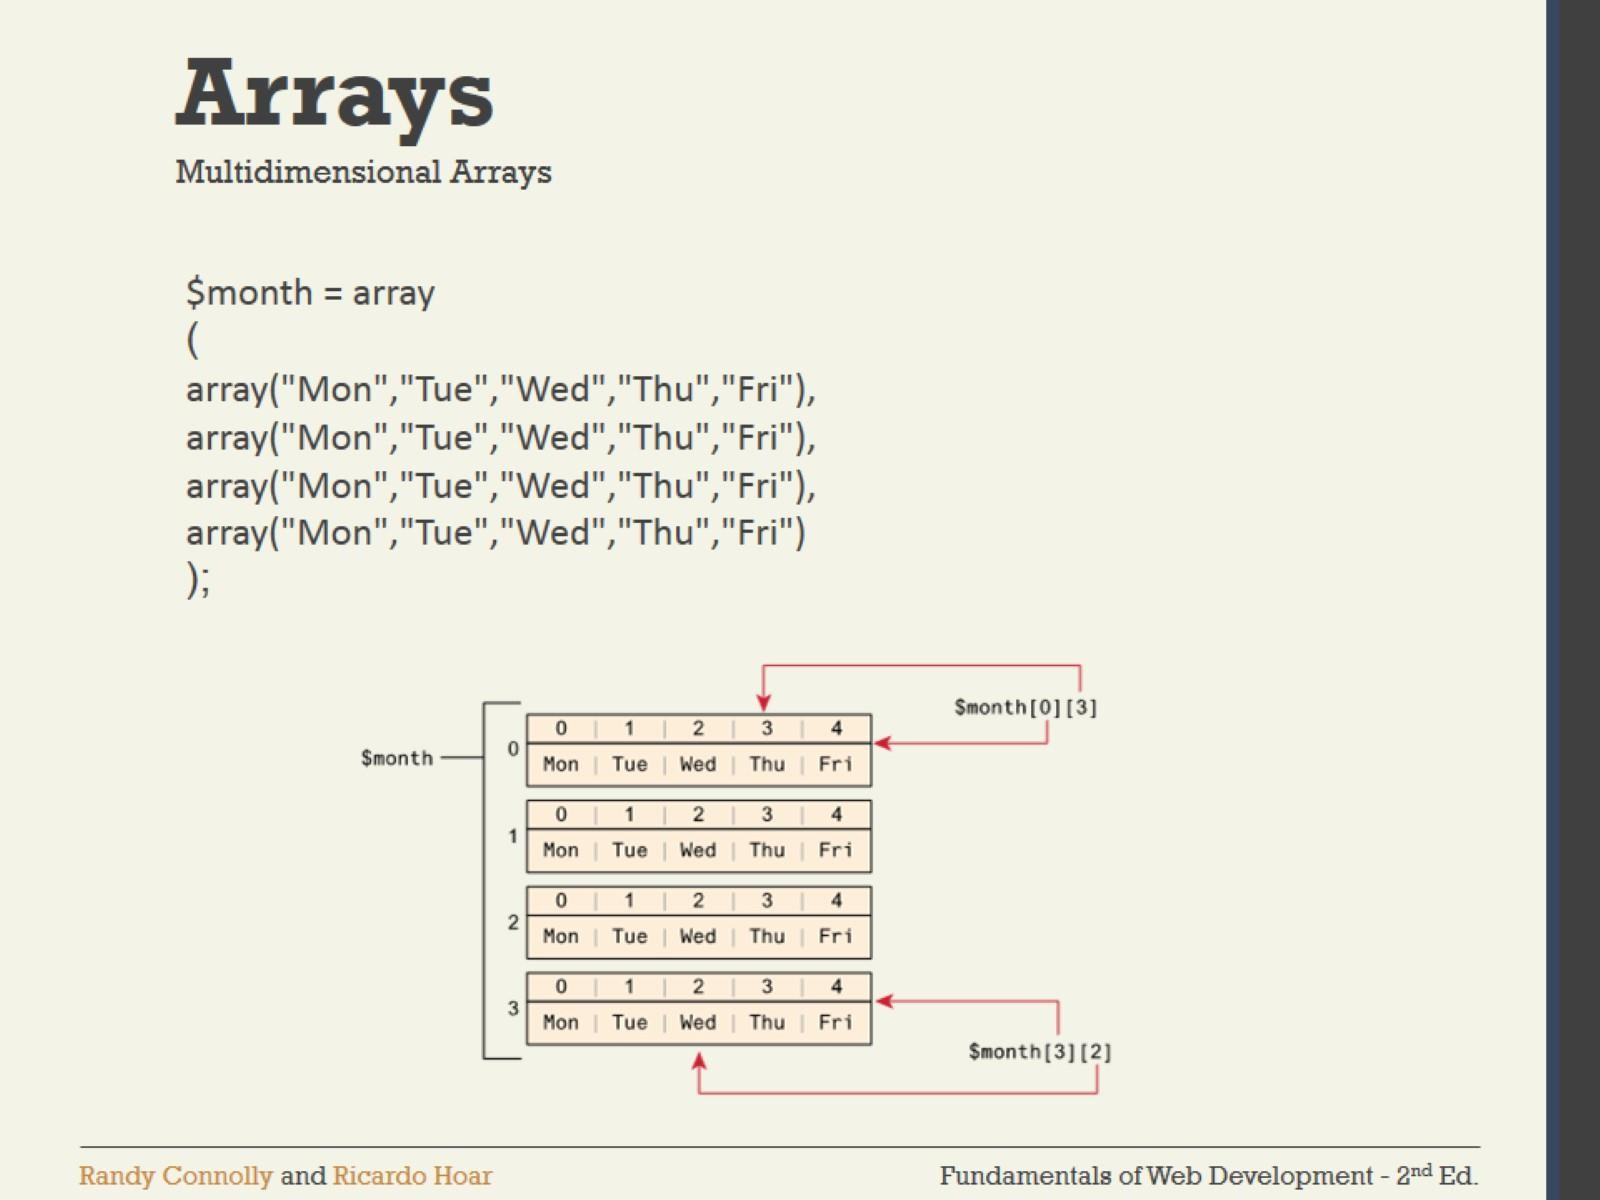 Arrays
Multidimensional Arrays
$month = array
(
array("Mon","Tue","Wed","Thu","Fri"),
array("Mon","Tue","Wed","Thu","Fri"),
array("Mon","Tue","Wed","Thu","Fri"),
array("Mon","Tue","Wed","Thu","Fri")
);
$month[0][3]
0 | 1 | 2 | 3 | 4
$month
0
Mon | Tue | Wed | Thu | Fri
0 | 1 | 2 | 3 | 4
1
Mon | Tue | Wed | Thu | Fri
0 | 1 | 2 | 3 | 4
2
Mon | Tue | Wed | Thu | Fri
0 | 1 | 2 | 3 | 4
3
Mon | Tue | Wed | Thu | Fri
$month[3][2]
Randy Connolly and Ricardo Hoar
Fundamentals of Web Development - 2nd Ed.